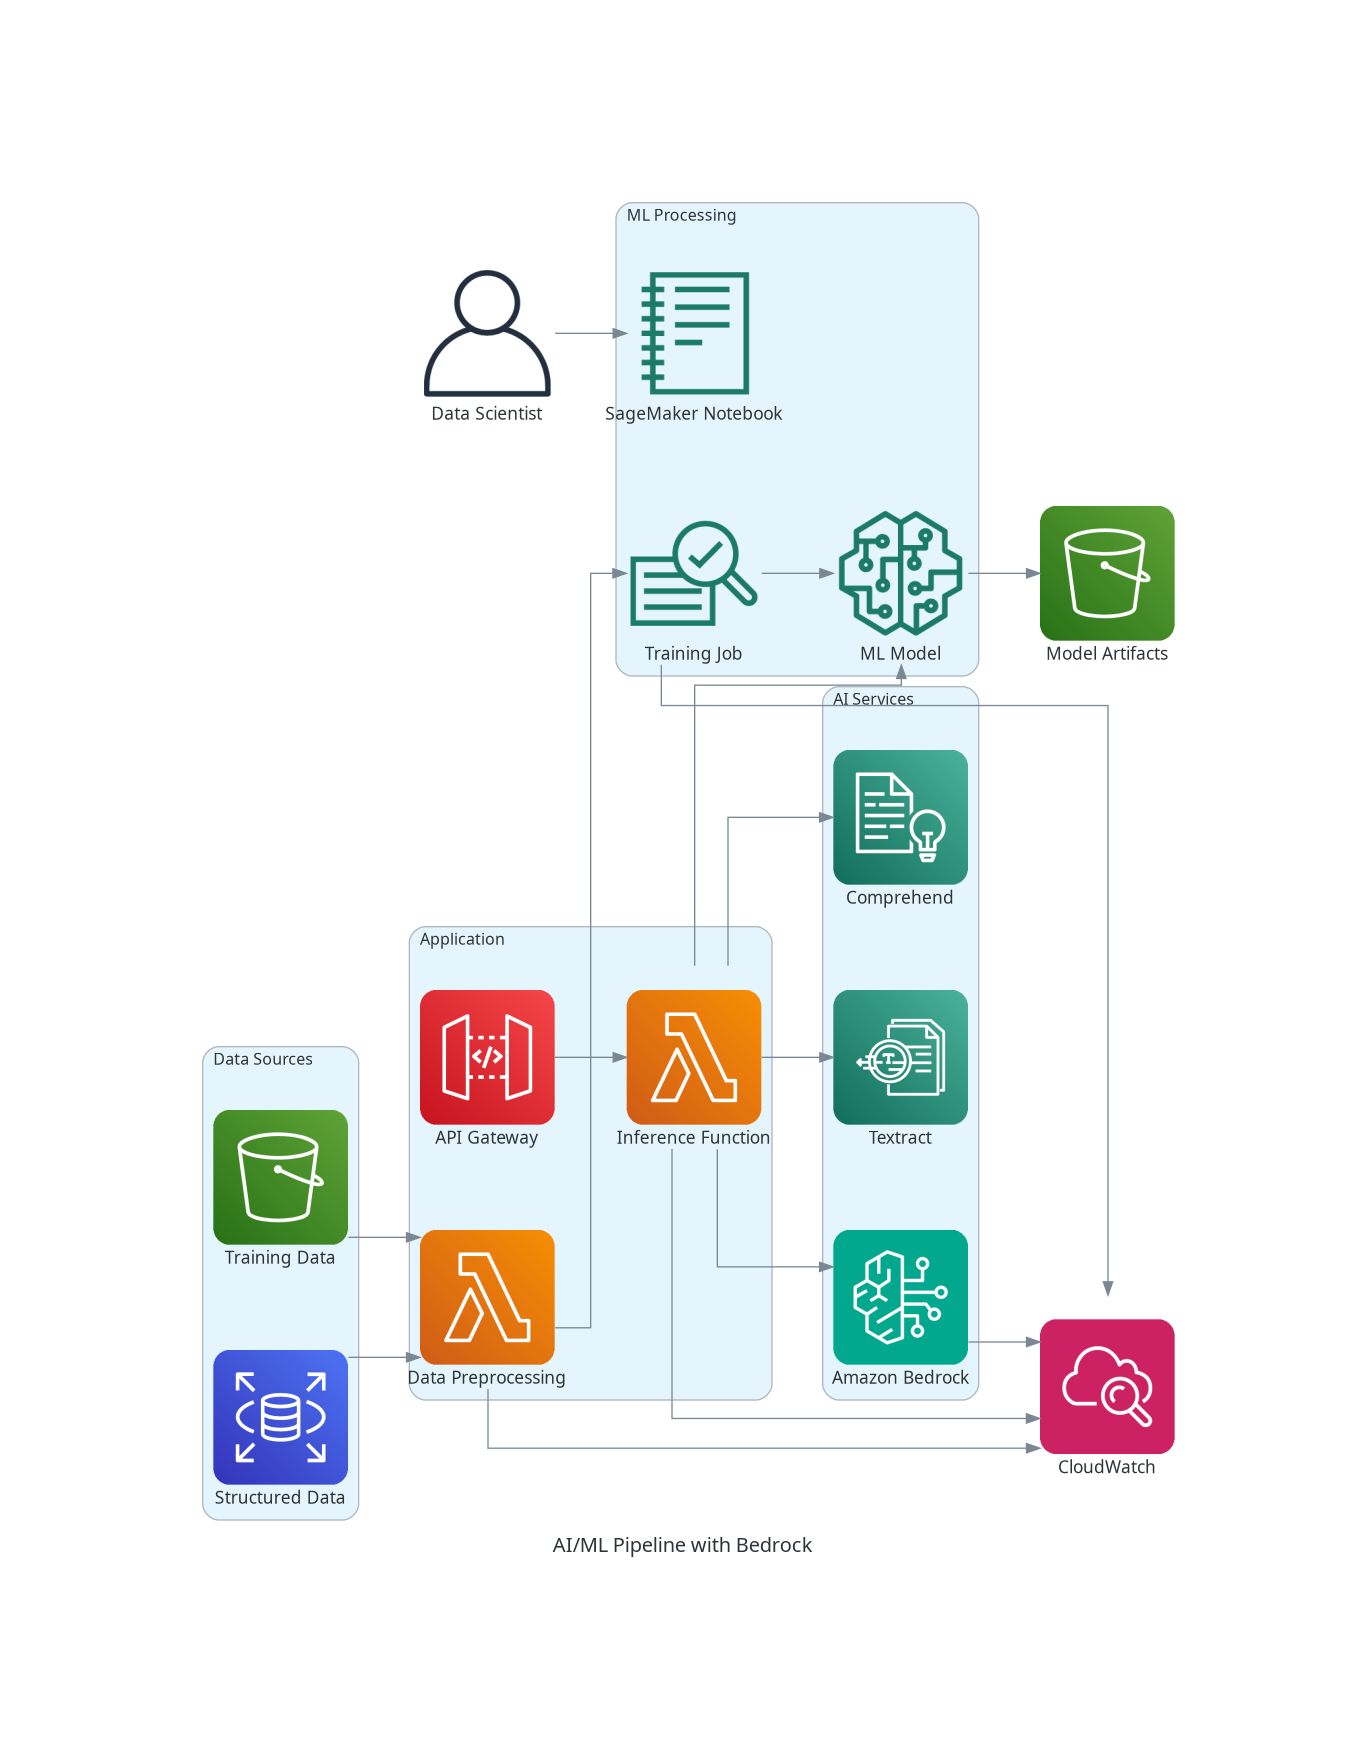 ML Processing
Data Scientist
SageMaker Notebook
Training Job
ML Model
Model Artifacts
AI Services
Comprehend
Application
API Gateway
Inference Function
Textract
Data Sources
Training Data
Data Preprocessing
Amazon Bedrock
Structured Data
CloudWatch
AI/ML Pipeline with Bedrock